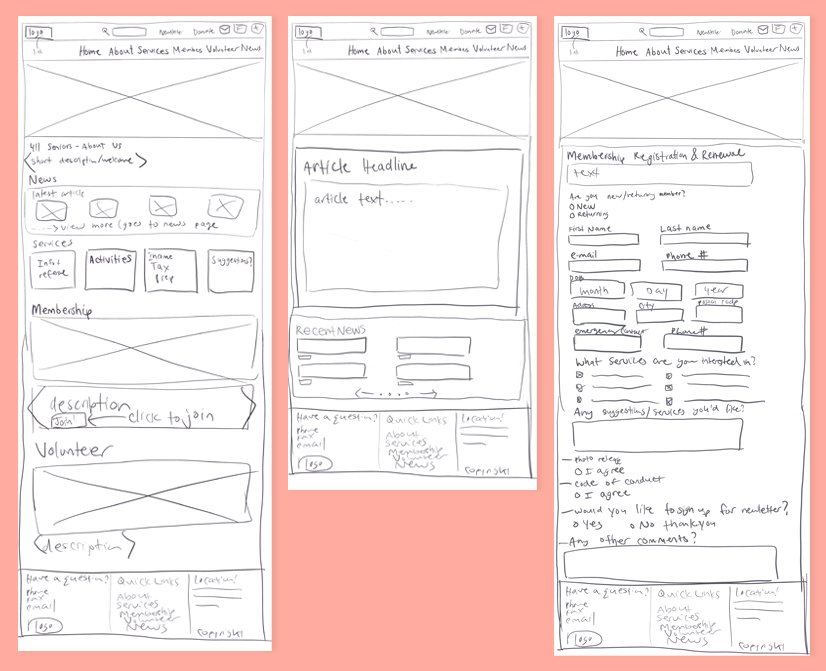 logo
Newsletter Donate
Home About Services Members Volunteer News
411 Seniors - About Us
short description/welcome
News
latest article
view more (goes to news page
Services
Activities
Income
Tax
Prep
Suggestions?
Membership
description
Join!
click to join
Volunteer
description
Have a question?
phone
fax
email
logo
Quick Links
About
Services
Membership
Volunteer
News
Location!
copyright
logo
Donate
Home About Services Members Volunteer News
Article Headline
article text.....
Recent News
Have a question?
phone
fax
email
logo
Quick Links
About
Services
Membership
Volunteer
News
Location!
copyright
logo
Donate
Home About Services Members Volunteer News
Membership Registration & Renewal
text
Are you new/returning member?
New
Returning
First Name Last name
e-mail Phone #
DOB
month Day year
Address City postal code
emergency contact Phone #
What services are you interested in?
Any suggestions/services you'd like?
photo release
I agree
code of conduct
I agree
would you like to sign up for newsletter?
Yes No thank you
Any other comments?
Have a question?
phone
fax
email
logo
Quick Links
About
Services
Membership
Volunteer
News
Location!
copyright